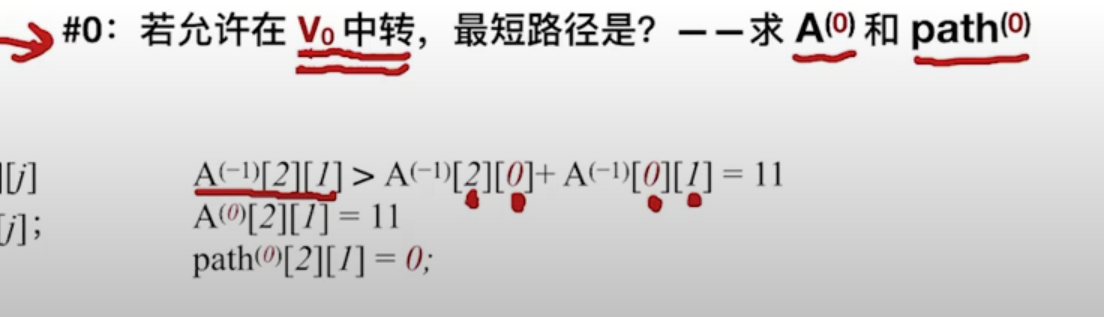 #0：若允许在 V₀ 中转，最短路径是？——求 A⁽⁰⁾ 和 path⁽⁰⁾
][j]
[j];
A⁽⁻¹⁾[2][1] > A⁽⁻¹⁾[2][0]+ A⁽⁻¹⁾[0][1] = 11
A⁽⁰⁾[2][1] = 11
path⁽⁰⁾[2][1] = 0;